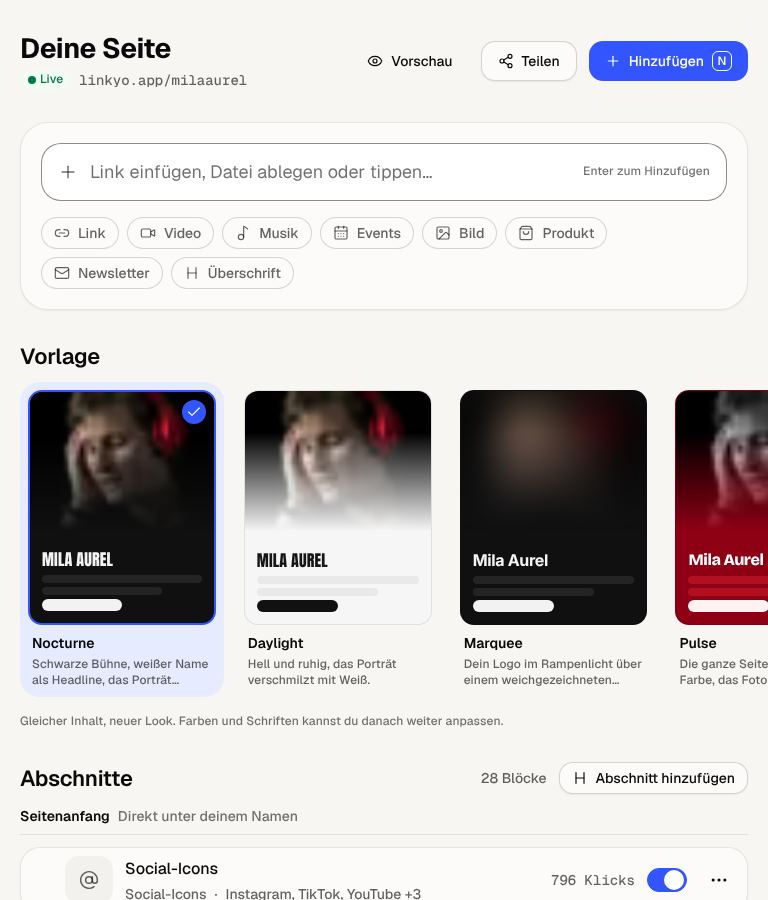 Deine Seite
Live linkyo.app/milaaurel
Vorschau
Teilen
Hinzufügen N
Link einfügen, Datei ablegen oder tippen…
Enter zum Hinzufügen
Link
Video
Musik
Events
Bild
Produkt
Newsletter
Überschrift
Vorlage
MILA AUREL
Nocturne
Schwarze Bühne, weißer Name
als Headline, das Porträt…
MILA AUREL
Daylight
Hell und ruhig, das Porträt
verschmilzt mit Weiß.
Mila Aurel
Marquee
Dein Logo im Rampenlicht über
einem weichgezeichneten…
Mila Aurel
Pulse
Die ganze Seite
Farbe, das Foto
Gleicher Inhalt, neuer Look. Farben und Schriften kannst du danach weiter anpassen.
Abschnitte
28 Blöcke
Abschnitt hinzufügen
Seitenanfang Direkt unter deinem Namen
Social-Icons
Social-Icons · Instagram, TikTok, YouTube +3
796 Klicks